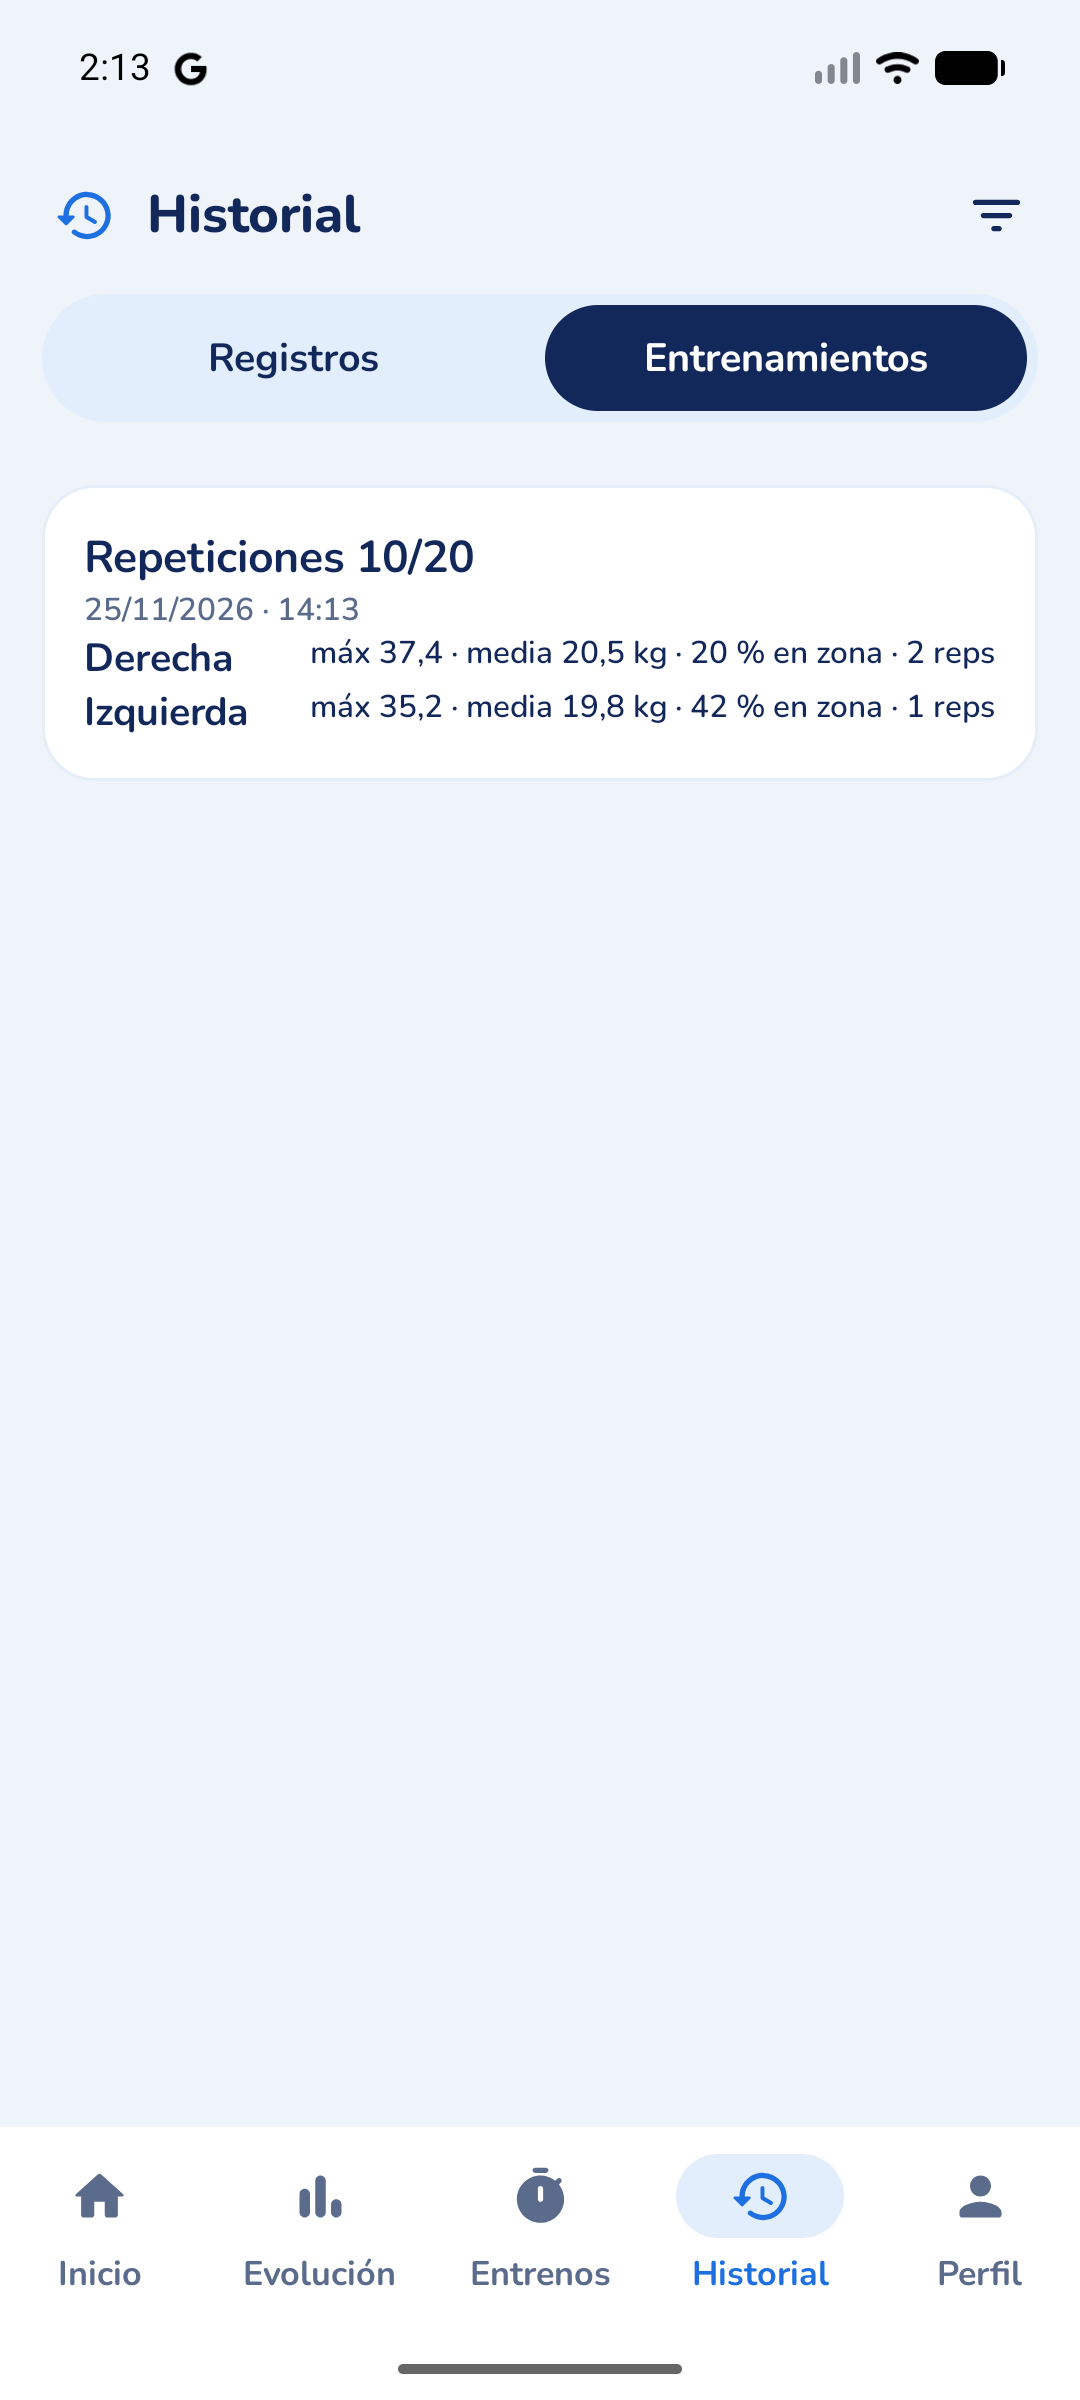 2:13
Historial
Registros
Entrenamientos
Repeticiones 10/20
25/11/2026 · 14:13
Derecha máx 37,4 · media 20,5 kg · 20 % en zona · 2 reps
Izquierda máx 35,2 · media 19,8 kg · 42 % en zona · 1 reps
Inicio
Evolución
Entrenos
Historial
Perfil